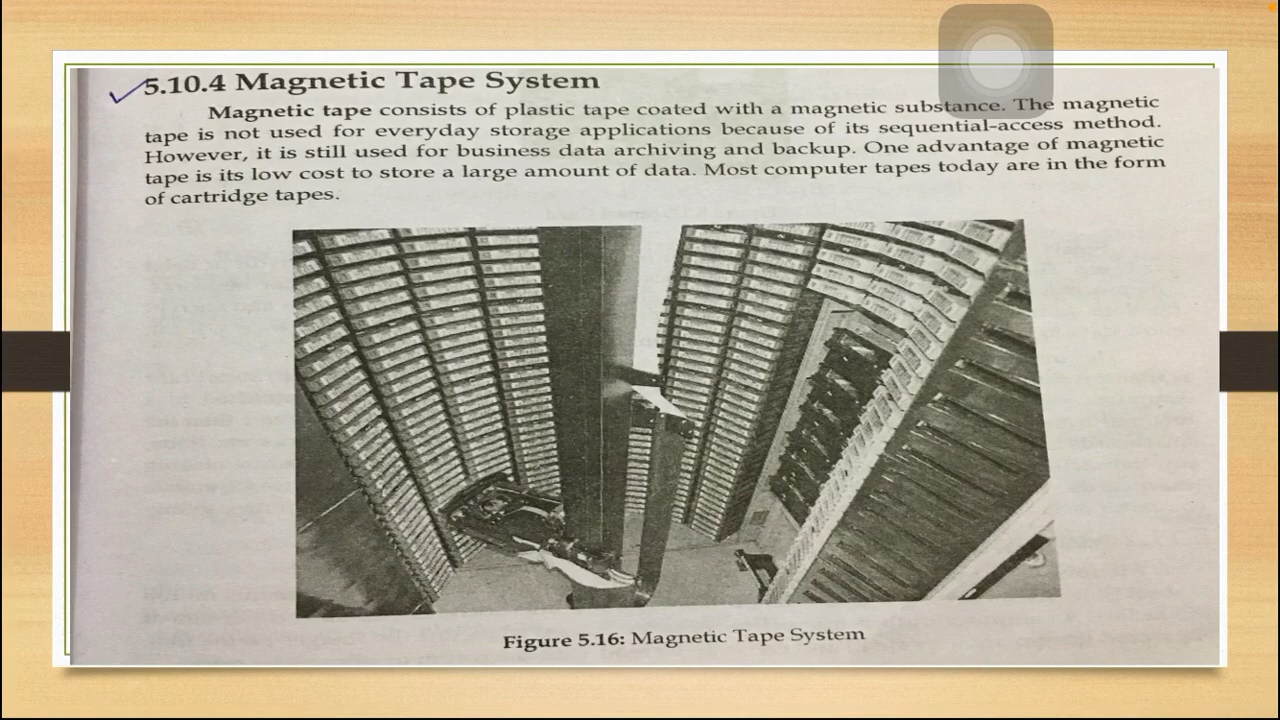 5.10.4 Magnetic Tape System
Magnetic tape consists of plastic tape coated with a magnetic substance. The magnetic
tape is not used for everyday storage applications because of its sequential-access method.
However, it is still used for business data archiving and backup. One advantage of magnetic
tape is its low cost to store a large amount of data. Most computer tapes today are in the form
of cartridge tapes.
Figure 5.16: Magnetic Tape System